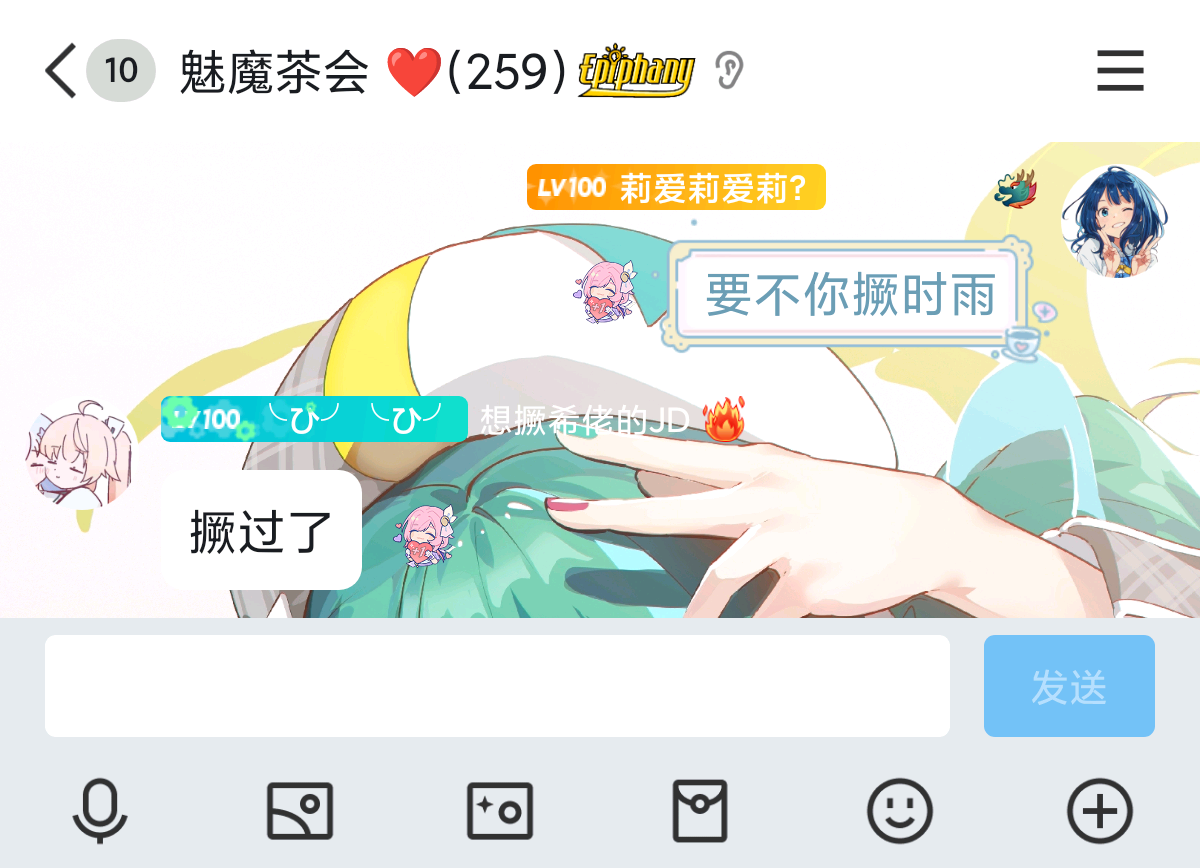 10 魅魔茶会 ❤️(259) Epiphany
LV100 莉爱莉爱莉?
要不你撅时雨
LV100 ╰ひ╯ ╰ひ╯ 想撅希佬的JD 🔥
撅过了
发送